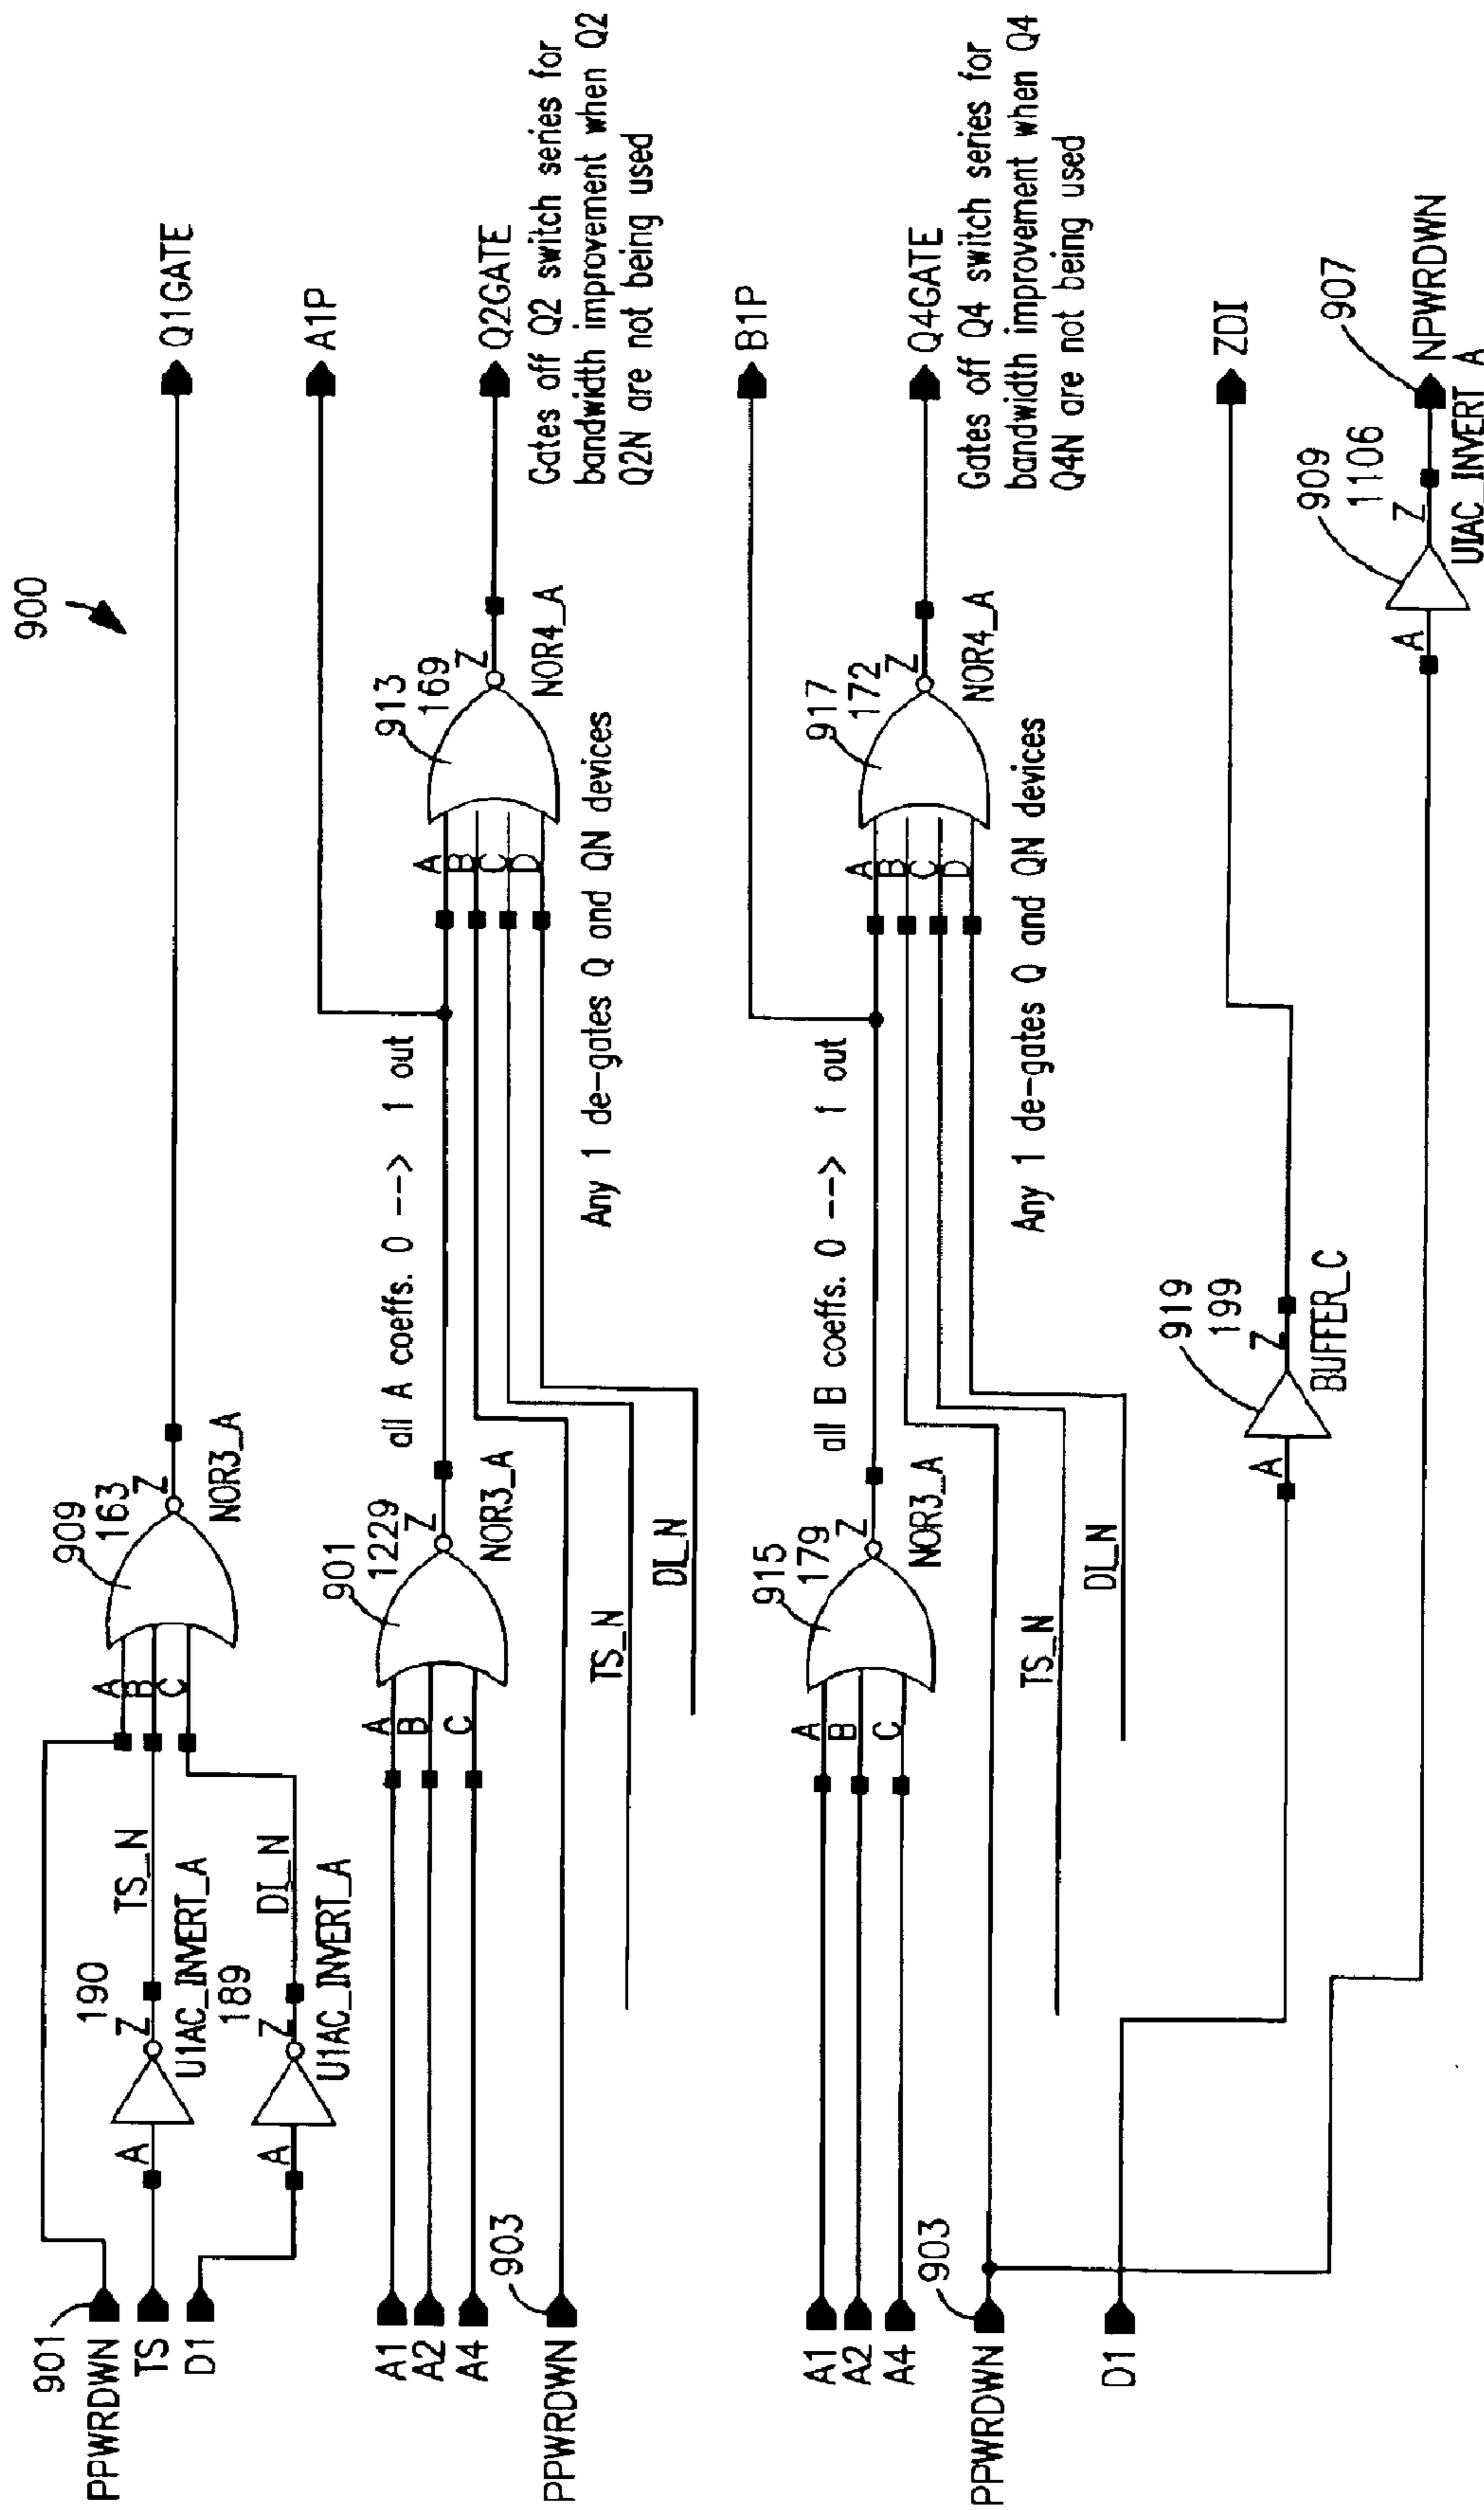 900
901
PPWRDWN
TS
D1
A
190
Z
U1AC_INVERT_A
TS_N
A
189
Z
U1AC_INVERT_A
DI_N
A
B
C
909
163
Z
NOR3_A
Q1GATE
A1
A2
A4
A
B
C
901
1229
Z
NOR3_A
all A coeffs. 0 --> 1 out
A1P
903
PPWRDWN
TS_N
DI_N
A
B
C
D
913
169
Z
NOR4_A
Q2GATE
Any 1 de-gates Q and QN devices
Gates off Q2 switch series for
bandwidth improvement when Q2
Q2N are not being used
A1
A2
A4
A
B
C
915
179
Z
NOR3_A
all B coeffs. 0 --> 1 out
B1P
903
PPWRDWN
TS_N
DI_N
A
B
C
D
917
172
Z
NOR4_A
Q4GATE
Any 1 de-gates Q and QN devices
Gates off Q4 switch series for
bandwidth improvement when Q4
Q4N are not being used
D1
A
919
199
Z
BUFFER_C
ZDI
A
909
1106
Z
U1AC_INVERT_A
907
NPWRDWN